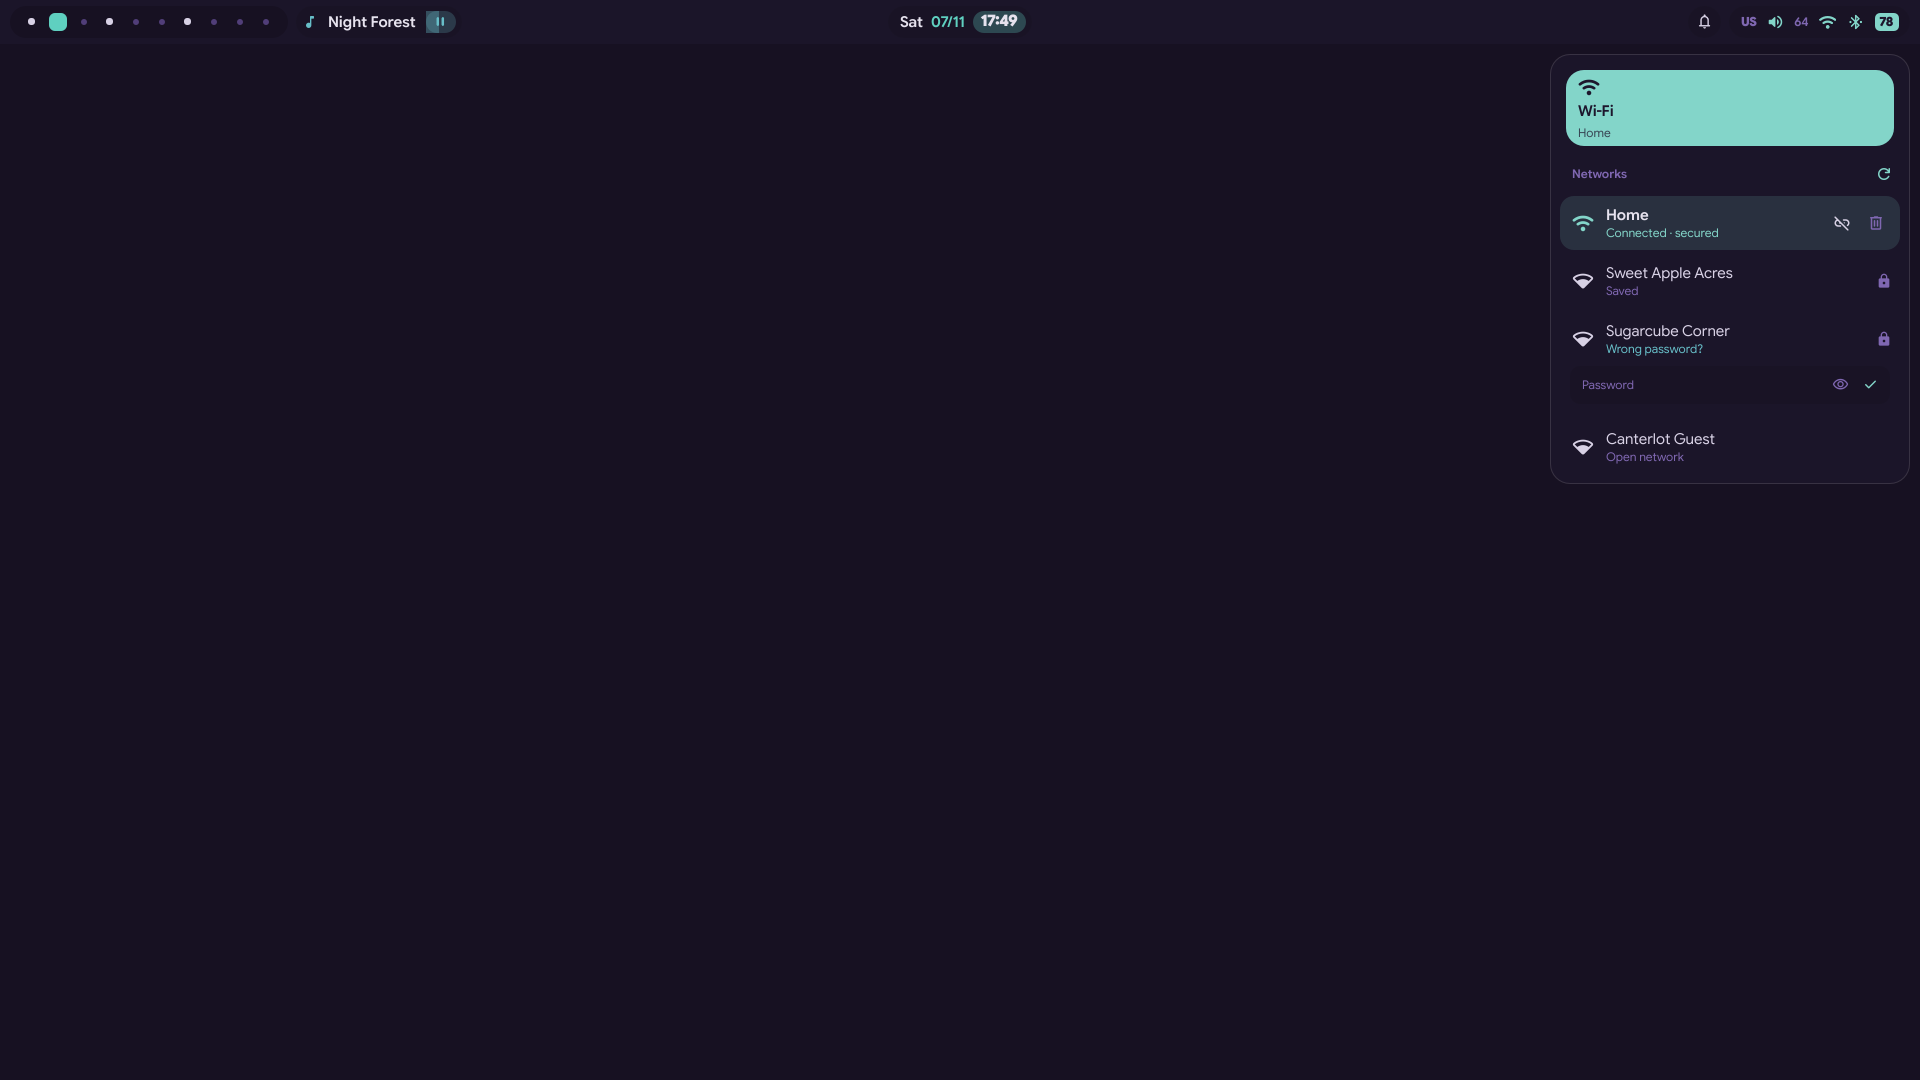 Night Forest
Sat 07/11 17:49
US 64 78
Wi-Fi
Home
Networks
Home
Connected · secured
Sweet Apple Acres
Saved
Sugarcube Corner
Wrong password?
Password
Canterlot Guest
Open network